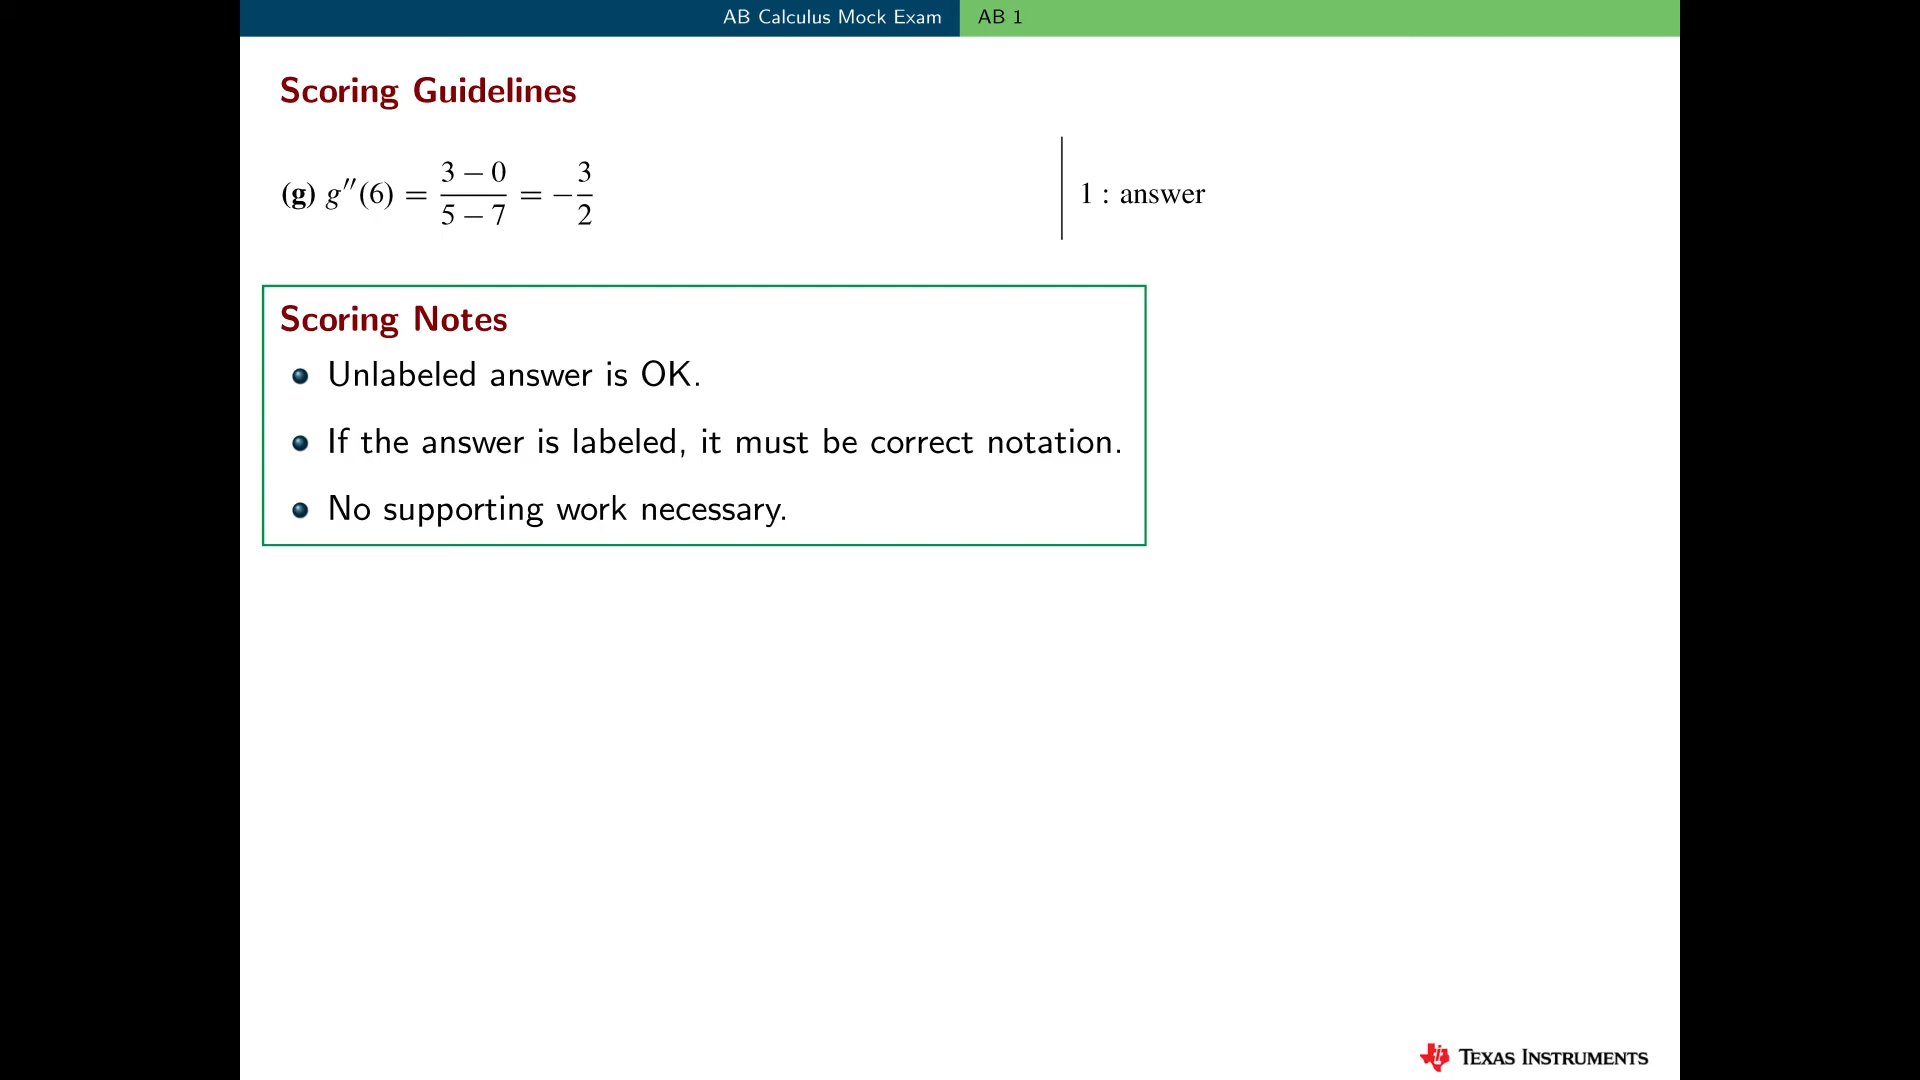 AB Calculus Mock Exam AB 1
Scoring Guidelines
(g) g″(6) = (3 − 0)/(5 − 7) = −3/2
1 : answer
Scoring Notes
Unlabeled answer is OK.
If the answer is labeled, it must be correct notation.
No supporting work necessary.
TEXAS INSTRUMENTS